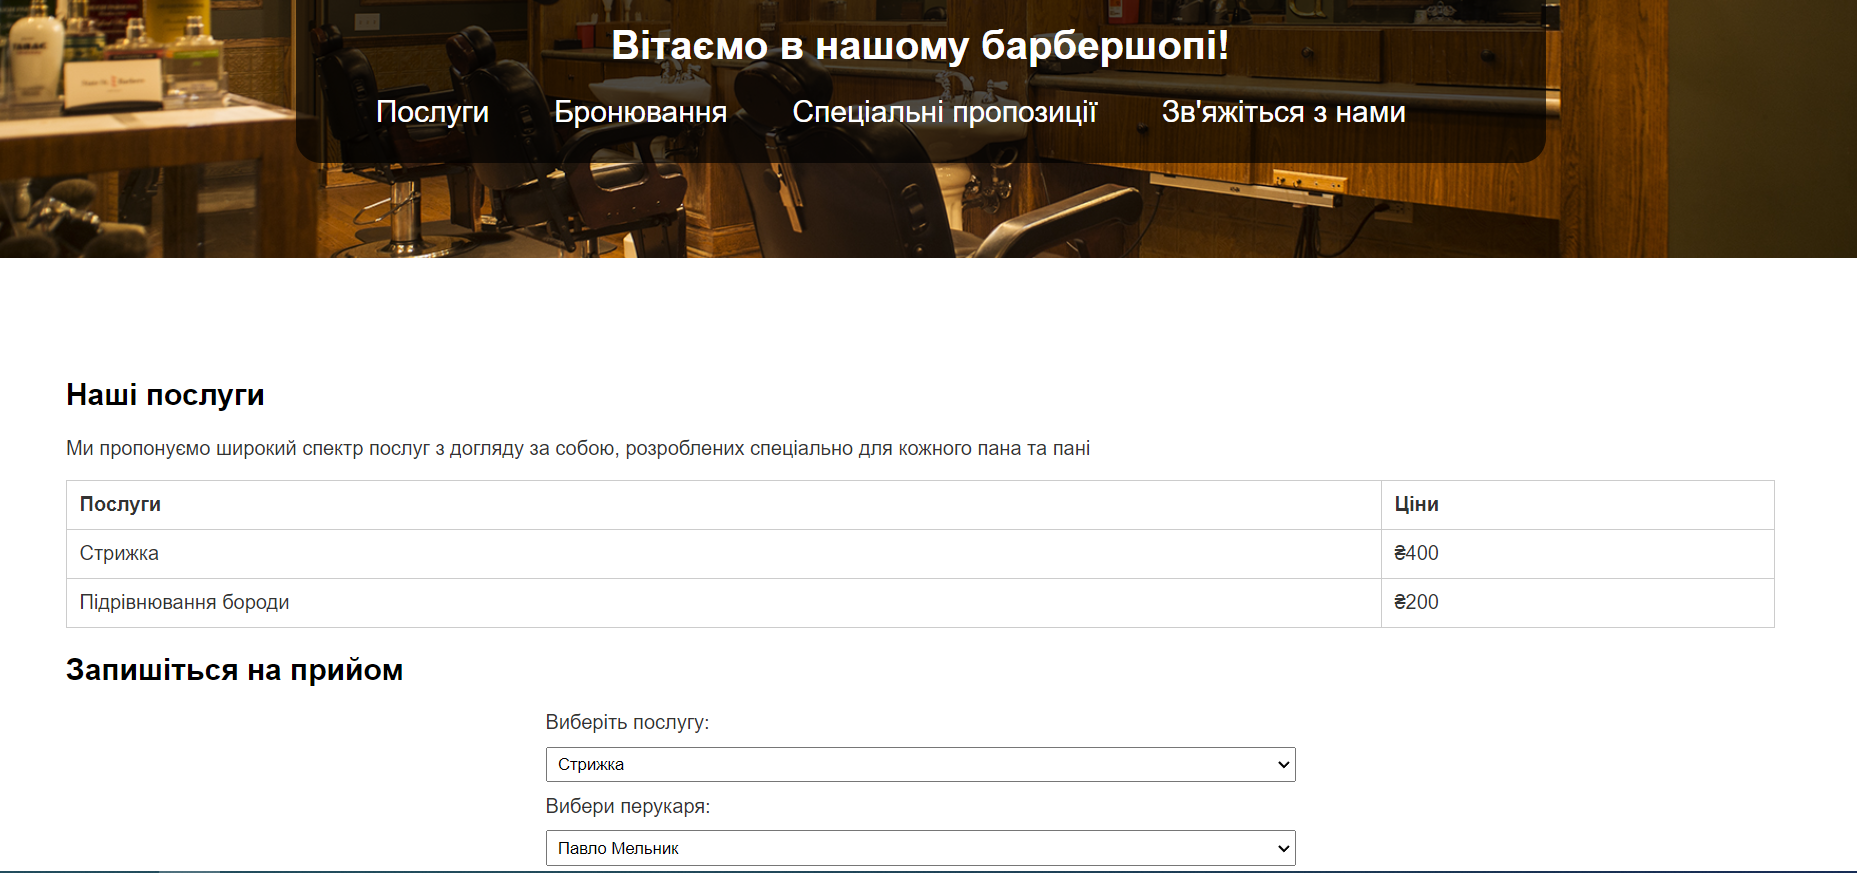 Вітаємо в нашому барбершопі!
Послуги Бронювання Спеціальні пропозиції Зв'яжіться з нами
Наші послуги
Ми пропонуємо широкий спектр послуг з догляду за собою, розроблених спеціально для кожного пана та пані
Послуги Ціни
Стрижка ₴400
Підрівнювання бороди ₴200
Запишіться на прийом
Виберіть послугу:
Стрижка
Вибери перукаря:
Павло Мельник